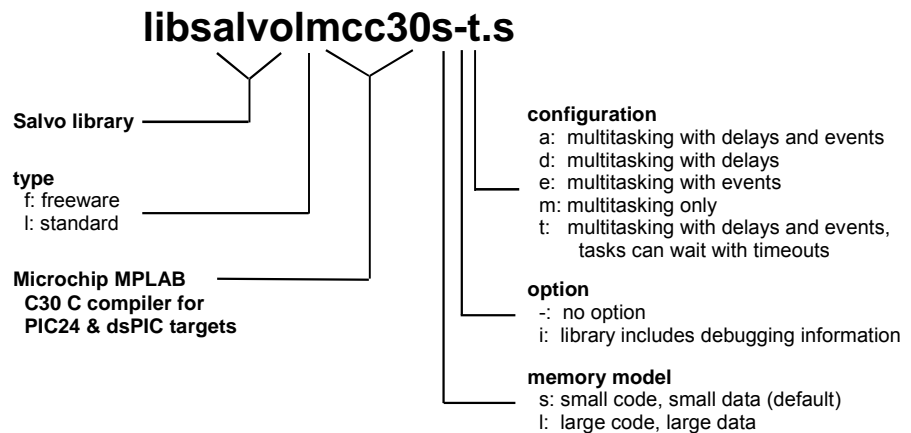 libsalvolmcc30s-t.s
Salvo library
type
f: freeware
l: standard
Microchip MPLAB
C30 C compiler for
PIC24 & dsPIC targets
configuration
a: multitasking with delays and events
d: multitasking with delays
e: multitasking with events
m: multitasking only
t: multitasking with delays and events,
tasks can wait with timeouts
option
-: no option
i: library includes debugging information
memory model
s: small code, small data (default)
l: large code, large data